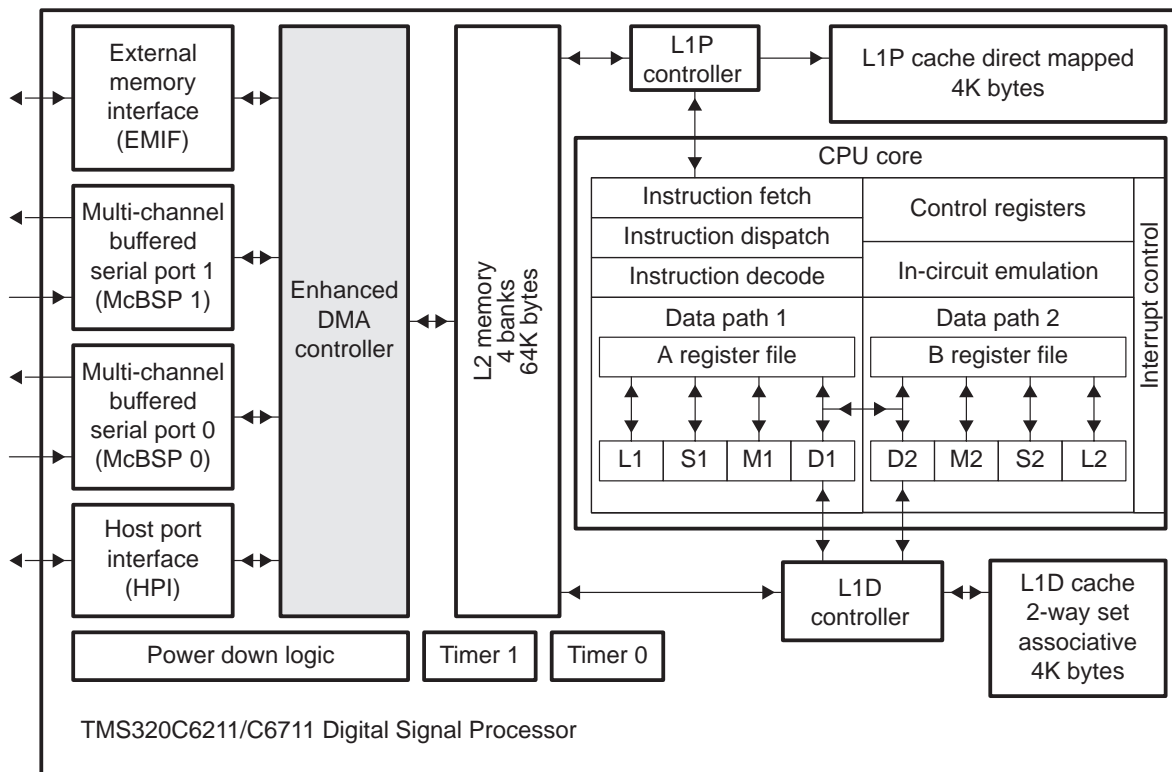 External
memory
interface
(EMIF)
Multi-channel
buffered
serial port 1
(McBSP 1)
Multi-channel
buffered
serial port 0
(McBSP 0)
Host port
interface
(HPI)
Enhanced
DMA
controller
L2 memory
4 banks
64K bytes
L1P
controller
L1P cache direct mapped
4K bytes
CPU core
Instruction fetch
Instruction dispatch
Instruction decode
Control registers
In-circuit emulation
Interrupt control
Data path 1
A register file
L1 S1 M1 D1
Data path 2
B register file
D2 M2 S2 L2
L1D
controller
L1D cache
2-way set
associative
4K bytes
Power down logic
Timer 1
Timer 0
TMS320C6211/C6711 Digital Signal Processor